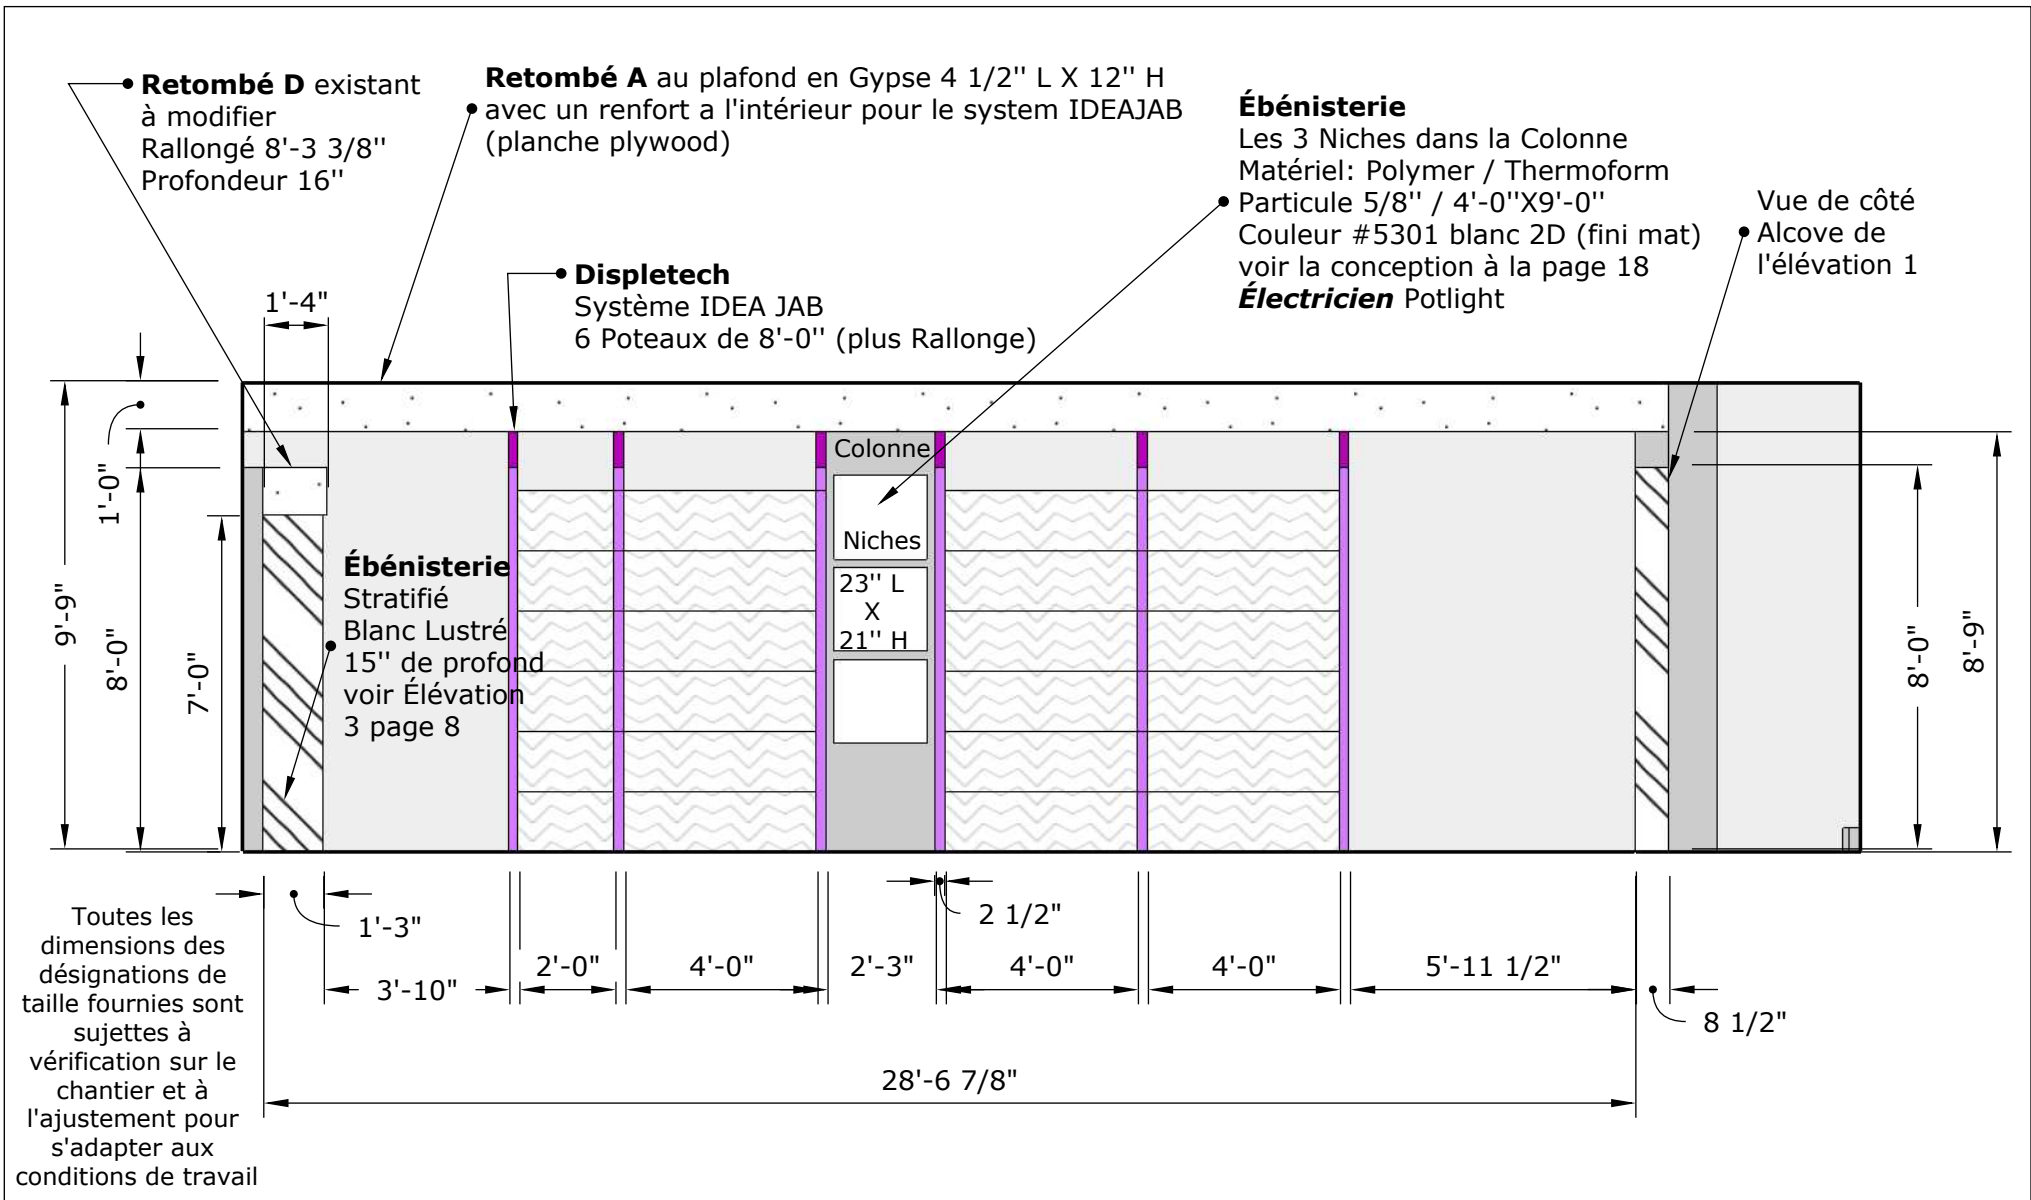 Retombé D existant
à modifier
Rallongé 8'-3 3/8''
Profondeur 16''
Retombé A au plafond en Gypse 4 1/2'' L X 12'' H
avec un renfort a l'intérieur pour le system IDEAJAB
(planche plywood)
Ébénisterie
Les 3 Niches dans la Colonne
Matériel: Polymer / Thermoform
Particule 5/8'' / 4'-0''X9'-0''
Couleur #5301 blanc 2D (fini mat)
voir la conception à la page 18
Électricien Potlight
Vue de côté
Alcove de
l'élévation 1
Displetech
Système IDEA JAB
6 Poteaux de 8'-0'' (plus Rallonge)
1'-4"
9'-9"
1'-0"
8'-0"
7'-0"
Colonne
Niches
23'' L
X
21'' H
Ébénisterie
Stratifié
Blanc Lustré
15'' de profond
voir Élévation
3 page 8
8'-0"
8'-9"
Toutes les
dimensions des
désignations de
taille fournies sont
sujettes à
vérification sur le
chantier et à
l'ajustement pour
s'adapter aux
conditions de travail
1'-3"
3'-10"
2'-0"
4'-0"
2'-3"
2 1/2"
4'-0"
4'-0"
5'-11 1/2"
8 1/2"
28'-6 7/8"